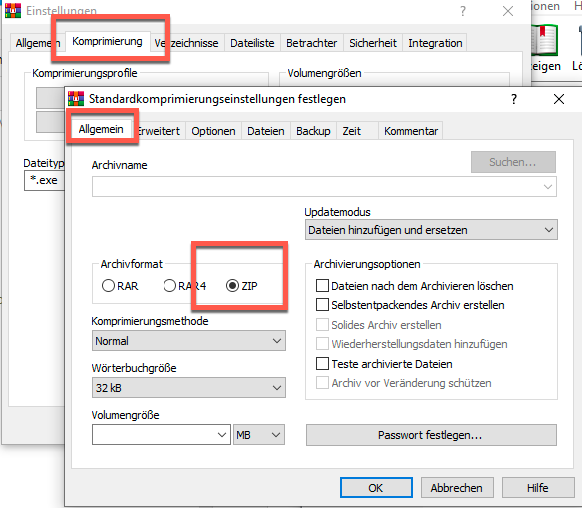 Einstellungen
ionen H
Allgemein Komprimierung Verzeichnisse Dateiliste Betrachter Sicherheit Integration
eigen Lö
Komprimierungsprofile Volumengrößen
Standardkomprimierungseinstellungen festlegen
Allgemein Erweitert Optionen Dateien Backup Zeit Kommentar
Dateityp
*.exe
Archivname Suchen...
Updatemodus
Dateien hinzufügen und ersetzen
Archivformat
RAR RAR4 ZIP
Komprimierungsmethode
Normal
Wörterbuchgröße
32 kB
Volumengröße
MB
Archivierungsoptionen
Dateien nach dem Archivieren löschen
Selbstentpackendes Archiv erstellen
Solides Archiv erstellen
Wiederherstellungsdaten hinzufügen
Teste archivierte Dateien
Archiv vor Veränderung schützen
Passwort festlegen...
OK Abbrechen Hilfe